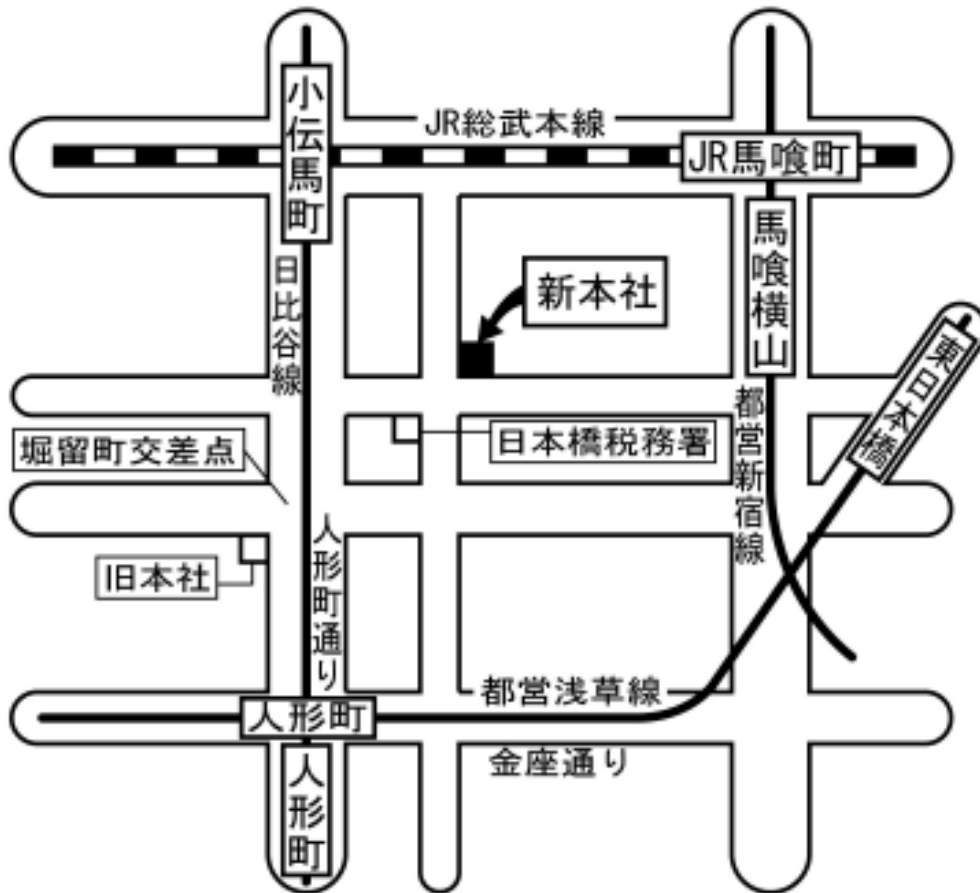 小伝馬町
JR総武本線
JR馬喰町
馬喰横山
新本社
日比谷線
東日本橋
都営新宿線
日本橋税務署
堀留町交差点
人形町通り
旧本社
都営浅草線
人形町
金座通り
人形町